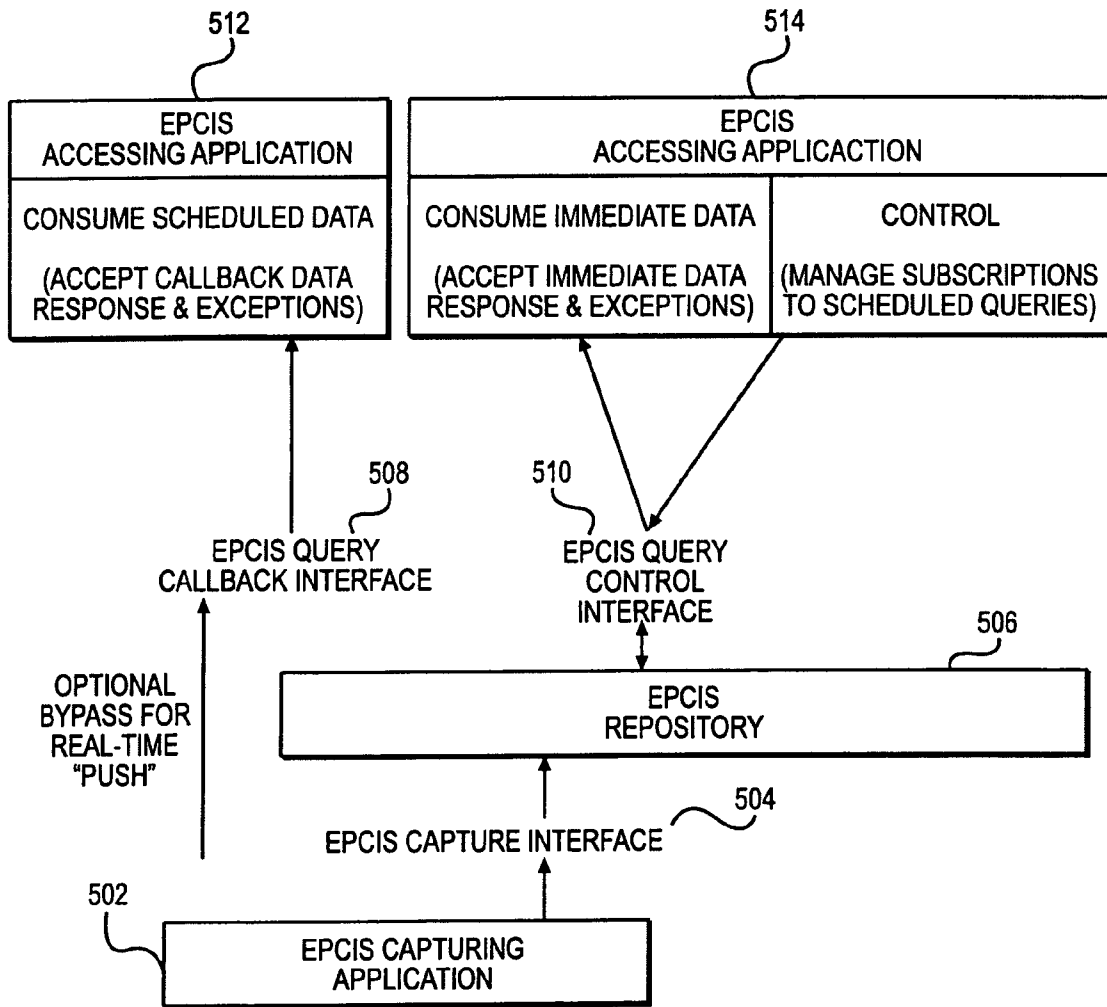 512
514
EPCIS
ACCESSING APPLICATION
CONSUME SCHEDULED DATA
(ACCEPT CALLBACK DATA
RESPONSE & EXCEPTIONS)
EPCIS
ACCESSING APPLICACTION
CONSUME IMMEDIATE DATA
(ACCEPT IMMEDIATE DATA
RESPONSE & EXCEPTIONS)
CONTROL
(MANAGE SUBSCRIPTIONS
TO SCHEDULED QUERIES)
508
EPCIS QUERY
CALLBACK INTERFACE
510
EPCIS QUERY
CONTROL
INTERFACE
506
OPTIONAL
BYPASS FOR
REAL-TIME
“PUSH”
EPCIS
REPOSITORY
504
EPCIS CAPTURE INTERFACE
502
EPCIS CAPTURING
APPLICATION